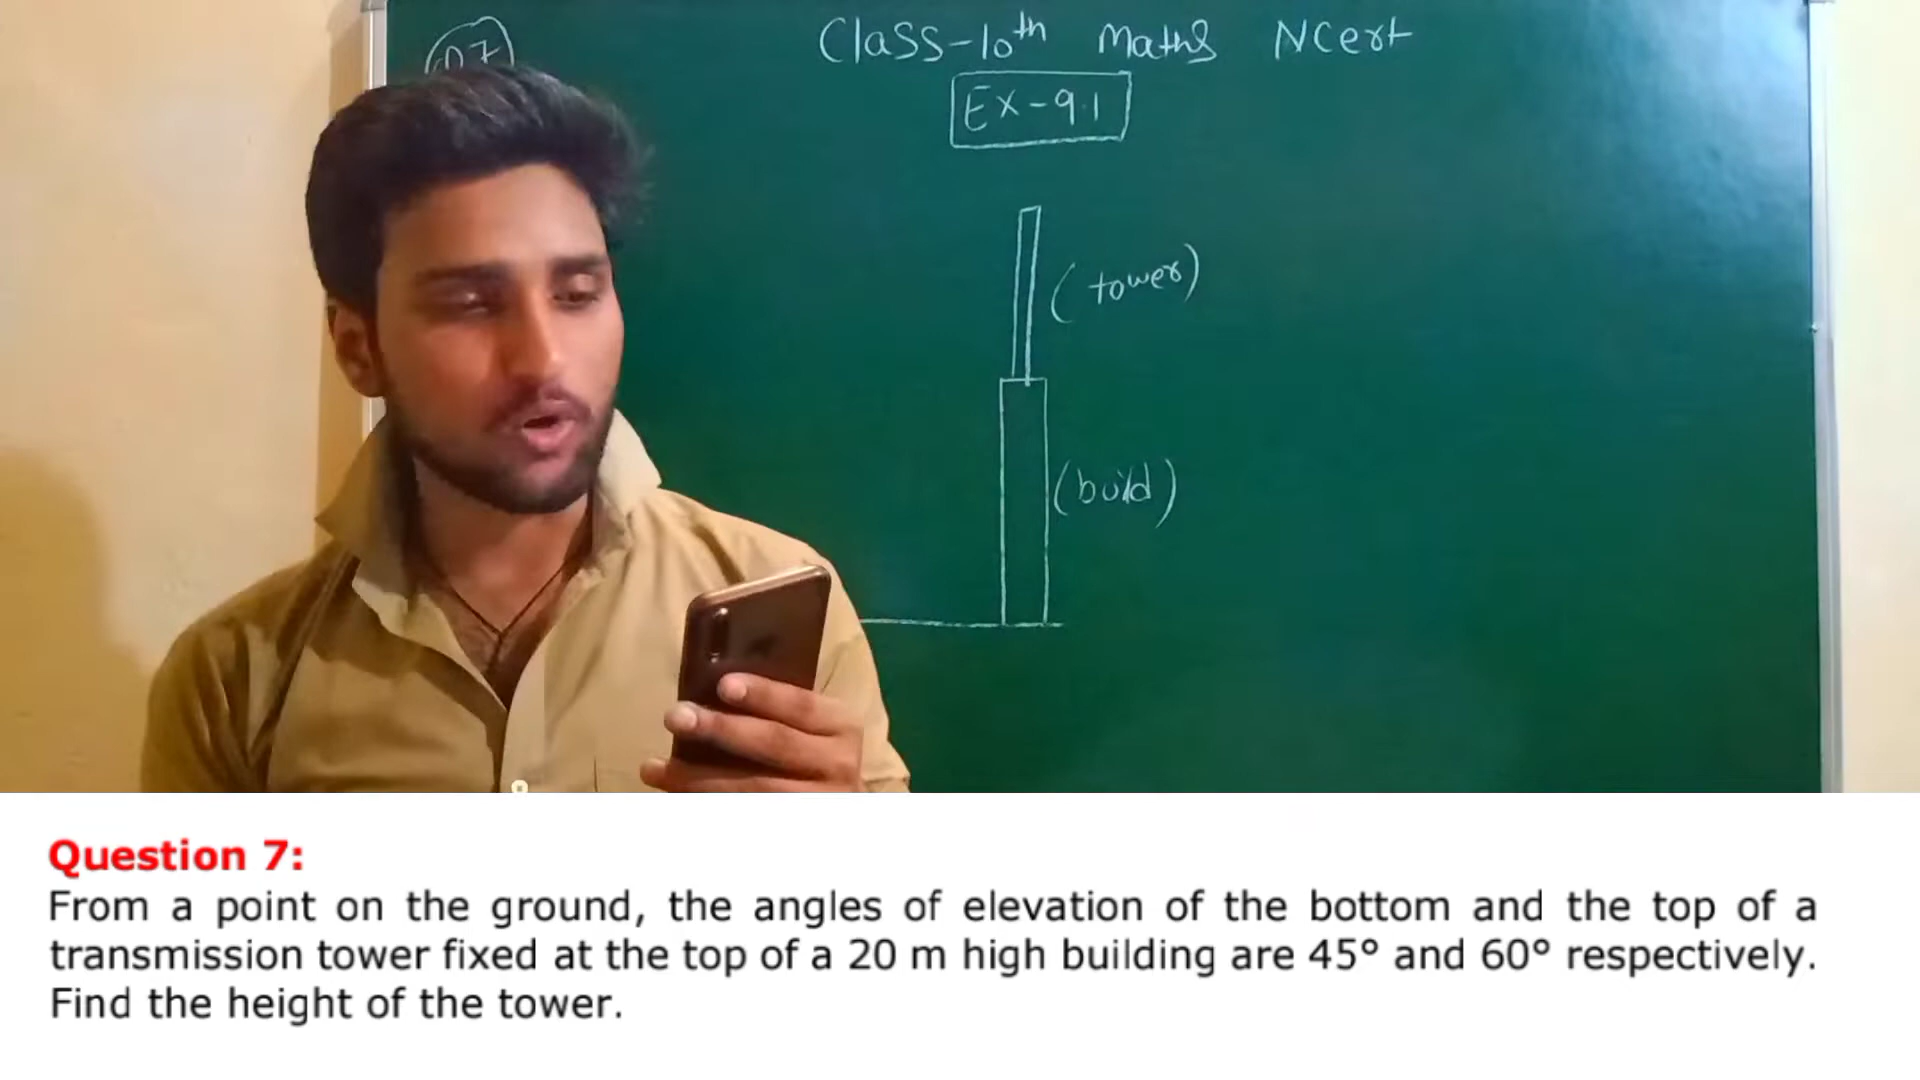 Q7
Class-10th Maths NCert
Ex-9.1
(tower)
(build)
Question 7:
From a point on the ground, the angles of elevation of the bottom and the top of a
transmission tower fixed at the top of a 20 m high building are 45° and 60° respectively.
Find the height of the tower.